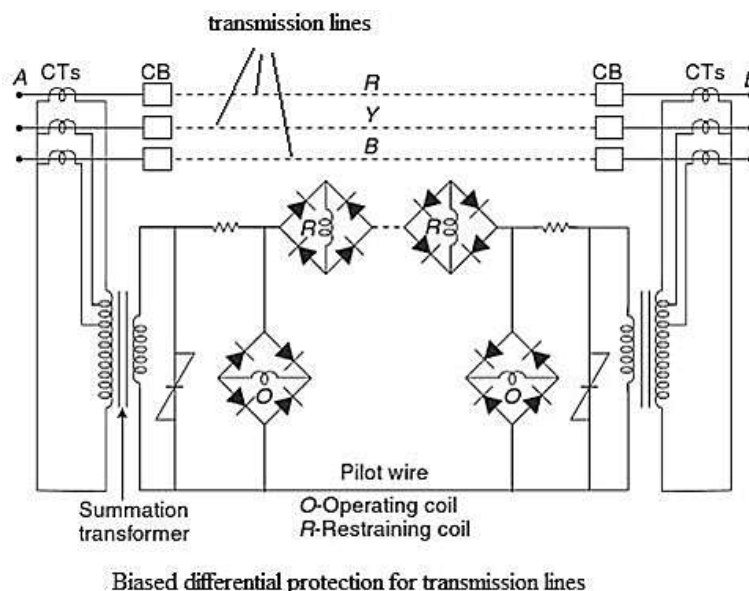 transmission lines
A CTs CB CB CTs
R
Y
B
R R
O O
Pilot wire
O-Operating coil
R-Restraining coil
Summation
transformer
Biased differential protection for transmission lines